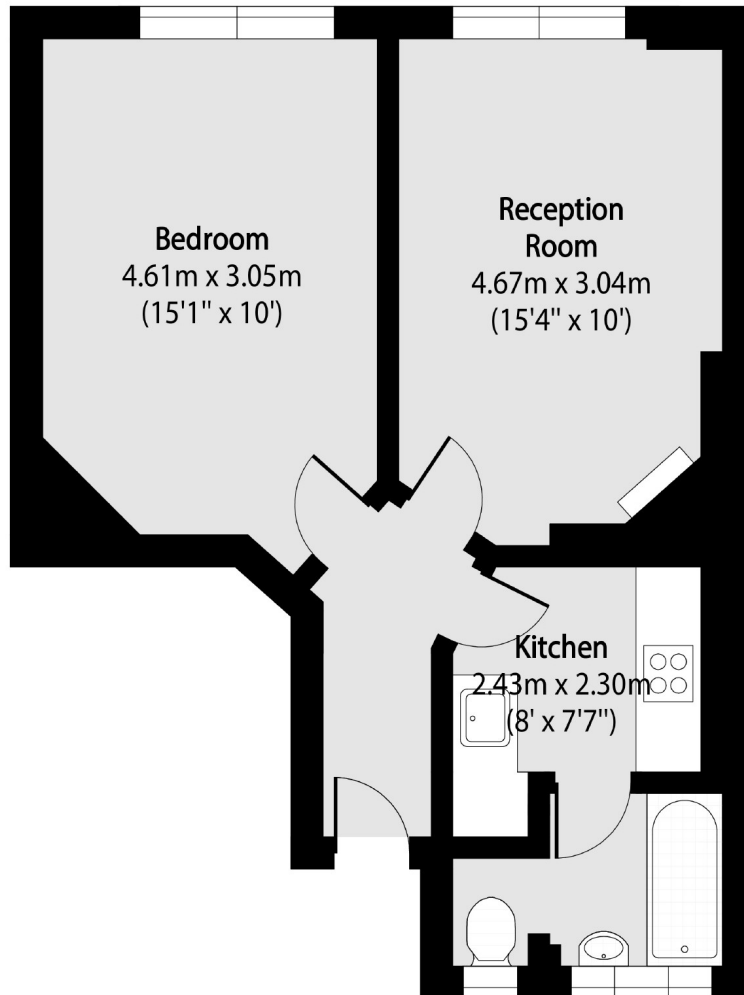 Bedroom
4.61m x 3.05m
(15'1" x 10')
Reception
Room
4.67m x 3.04m
(15'4" x 10')
Kitchen
2.43m x 2.30m
(8' x 7'7")